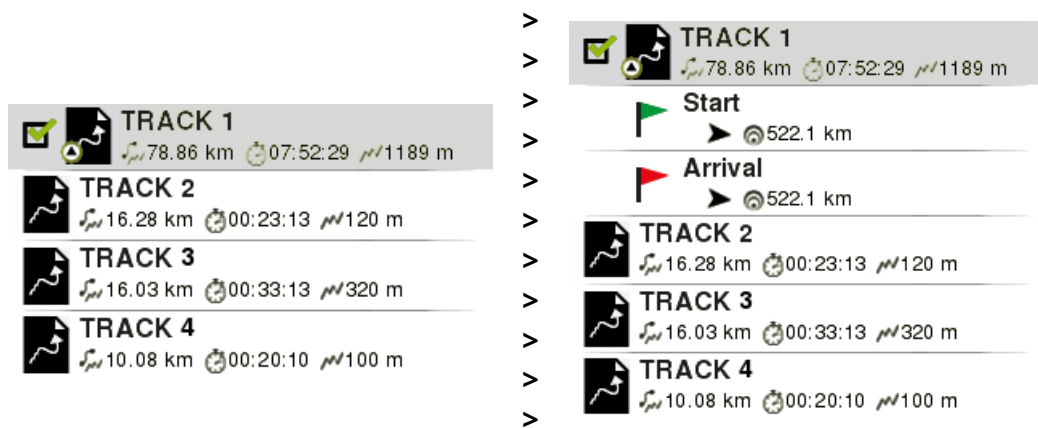 TRACK 1
78.86 km 07:52:29 1189 m
TRACK 2
16.28 km 00:23:13 120 m
TRACK 3
16.03 km 00:33:13 320 m
TRACK 4
10.08 km 00:20:10 100 m
>
>
>
>
>
>
>
>
>
>
>
TRACK 1
78.86 km 07:52:29 1189 m
Start
522.1 km
Arrival
522.1 km
TRACK 2
16.28 km 00:23:13 120 m
TRACK 3
16.03 km 00:33:13 320 m
TRACK 4
10.08 km 00:20:10 100 m